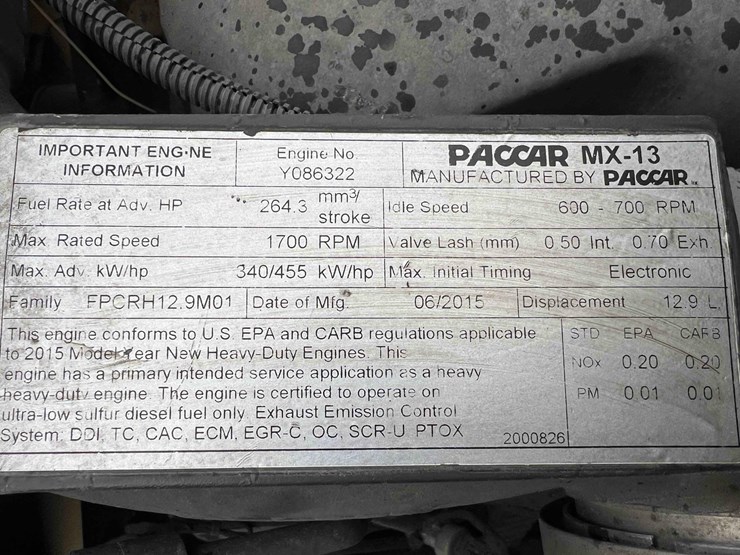 IMPORTANT ENGINE INFORMATION
Engine No Y086322
PACCAR MX-13
MANUFACTURED BY PACCAR
Fuel Rate at Adv. HP 264.3 mm3/stroke
Idle Speed 600 - 700 RPM
Max. Rated Speed 1700 RPM
Valve Lash (mm) 0.50 Int. 0.70 Exh.
Max. Adv. kW/hp 340/455 kW/hp
Max. Initial Timing Electronic
Family FPCRH12.9M01
Date of Mfg. 06/2015
Displacement 12.9 L
This engine conforms to U.S. EPA and CARB regulations applicable
to 2015 Model Year New Heavy-Duty Engines. This
engine has a primary intended service application as a heavy
heavy-duty engine. The engine is certified to operate on
ultra-low sulfur diesel fuel only. Exhaust Emission Control
System: DDI, TC, CAC, ECM, EGR-C, OC, SCR-U, PTOX
2000826
STD EPA CARB
NOx 0.20 0.20
PM 0.01 0.01